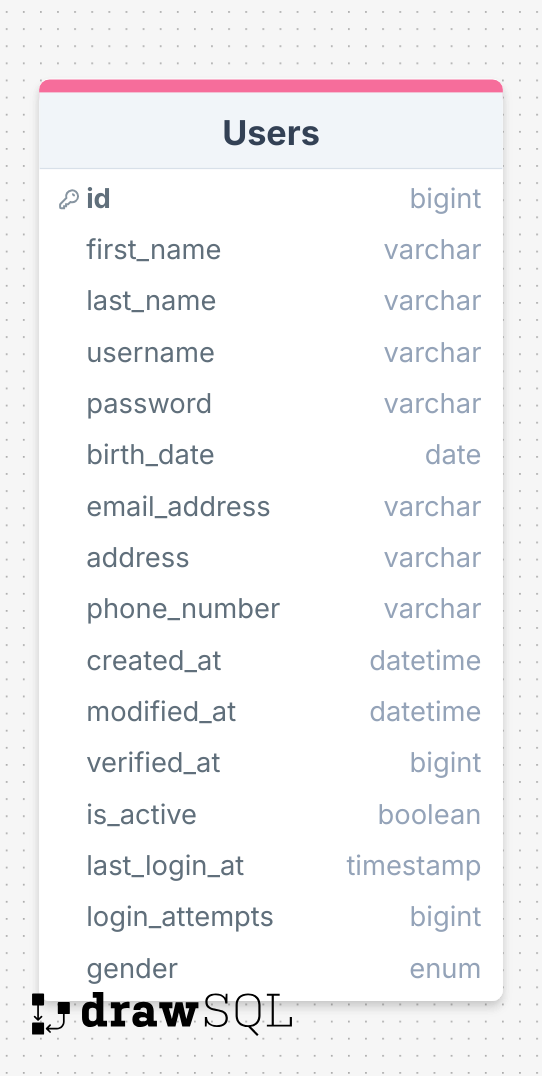 Users
id bigint
first_name varchar
last_name varchar
username varchar
password varchar
birth_date date
email_address varchar
address varchar
phone_number varchar
created_at datetime
modified_at datetime
verified_at bigint
is_active boolean
last_login_at timestamp
login_attempts bigint
gender enum
drawSQL